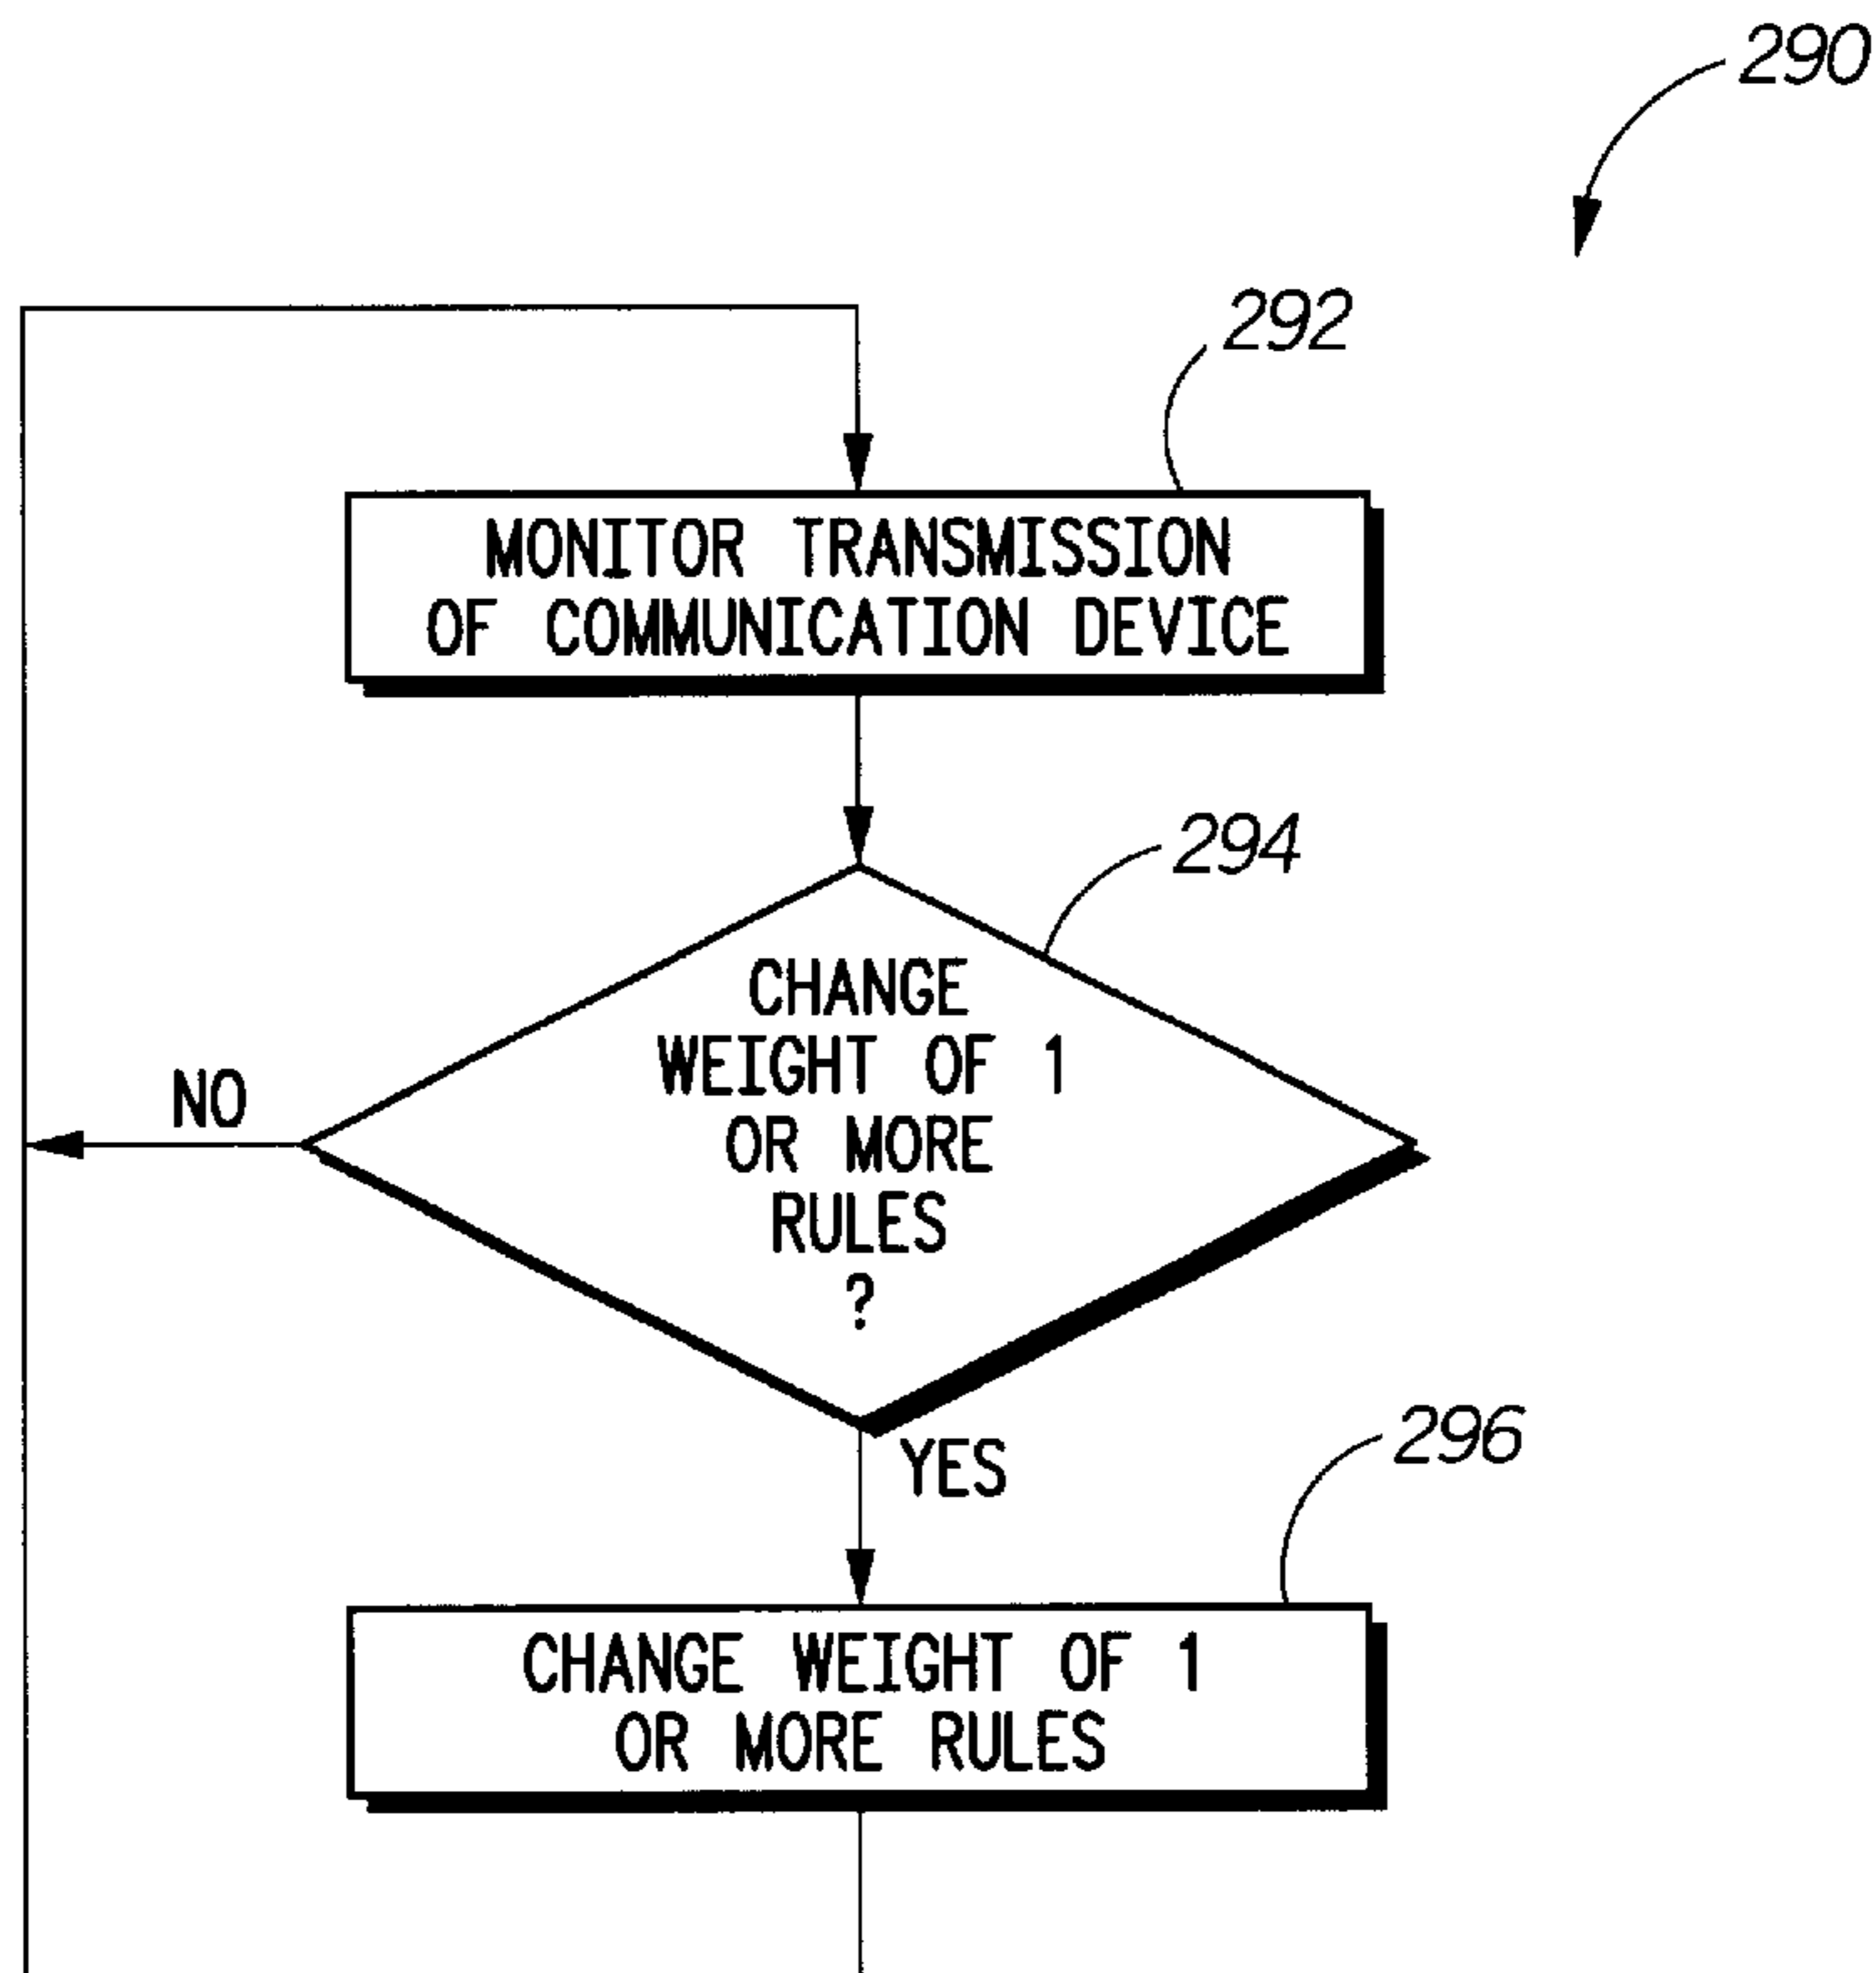 290
292
MONITOR TRANSMISSION
OF COMMUNICATION DEVICE
294
CHANGE
WEIGHT OF 1
OR MORE
RULES
?
NO
YES
296
CHANGE WEIGHT OF 1
OR MORE RULES